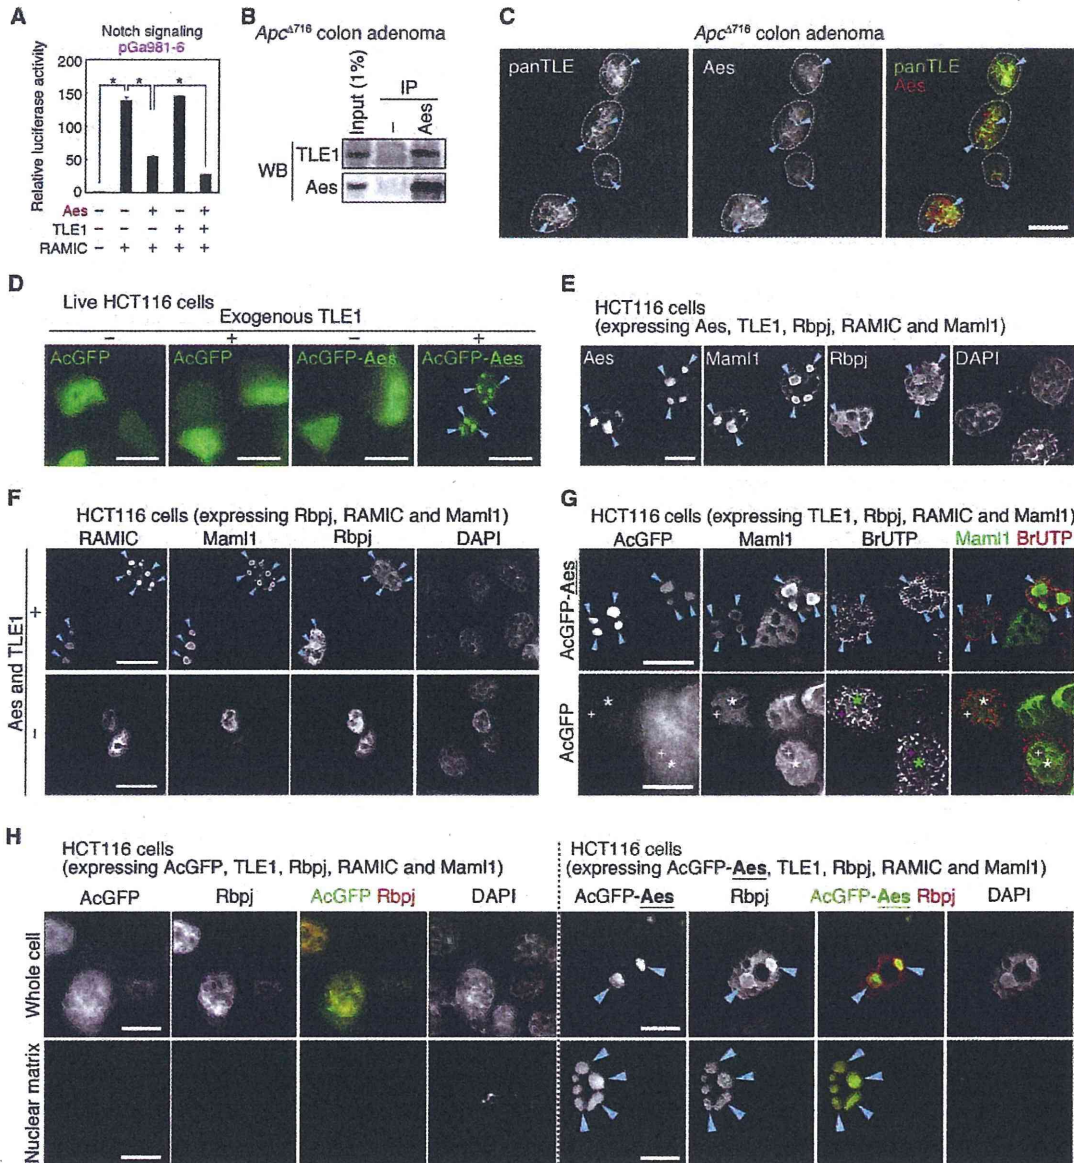 A
Notch signaling
pGa981-6
Relative luciferase activity
200
150
100
50
0
* * *
Aes − − + − +
TLE1 − − − + +
RAMIC − + + + +
B
Apc^Δ716 colon adenoma
Input (1%)
IP
−
Aes
WB
TLE1
Aes
C
Apc^Δ716 colon adenoma
panTLE
Aes
panTLE
Aes
D
Live HCT116 cells
Exogenous TLE1
− + − +
AcGFP
AcGFP
AcGFP-Aes
AcGFP-Aes
E
HCT116 cells
(expressing Aes, TLE1, Rbpj, RAMIC and Maml1)
Aes
Maml1
Rbpj
DAPI
F
HCT116 cells (expressing Rbpj, RAMIC and Maml1)
RAMIC
Maml1
Rbpj
DAPI
Aes and TLE1
+
−
G
HCT116 cells (expressing TLE1, Rbpj, RAMIC and Maml1)
AcGFP
Maml1
BrUTP
Maml1 BrUTP
AcGFP-Aes
AcGFP
H
HCT116 cells
(expressing AcGFP, TLE1, Rbpj, RAMIC and Maml1)
AcGFP
Rbpj
AcGFP Rbpj
DAPI
HCT116 cells
(expressing AcGFP-Aes, TLE1, Rbpj, RAMIC and Maml1)
AcGFP-Aes
Rbpj
AcGFP-Aes Rbpj
DAPI
Whole cell
Nuclear matrix